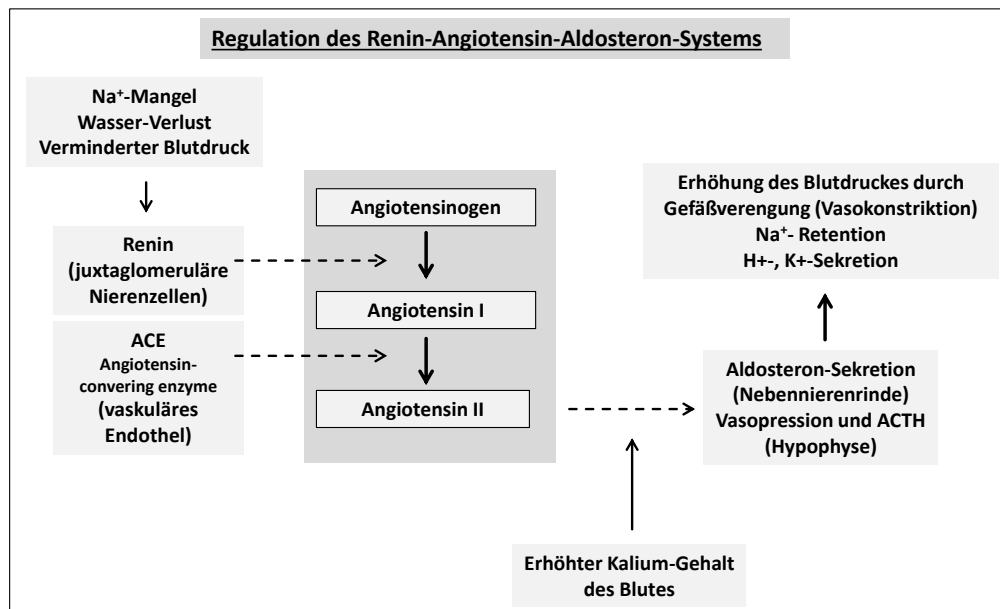 Regulation des Renin-Angiotensin-Aldosteron-Systems
Na⁺-Mangel
Wasser-Verlust
Verminderter Blutdruck
Renin
(juxtaglomeruläre
Nierenzellen)
ACE
Angiotensin-
convering enzyme
(vaskuläres
Endothel)
Angiotensinogen
Angiotensin I
Angiotensin II
Erhöhung des Blutdruckes durch
Gefäßverengung (Vasokonstriktion)
Na⁺- Retention
H+-, K+-Sekretion
Aldosteron-Sekretion
(Nebennierenrinde)
Vasopression und ACTH
(Hypophyse)
Erhöhter Kalium-Gehalt
des Blutes